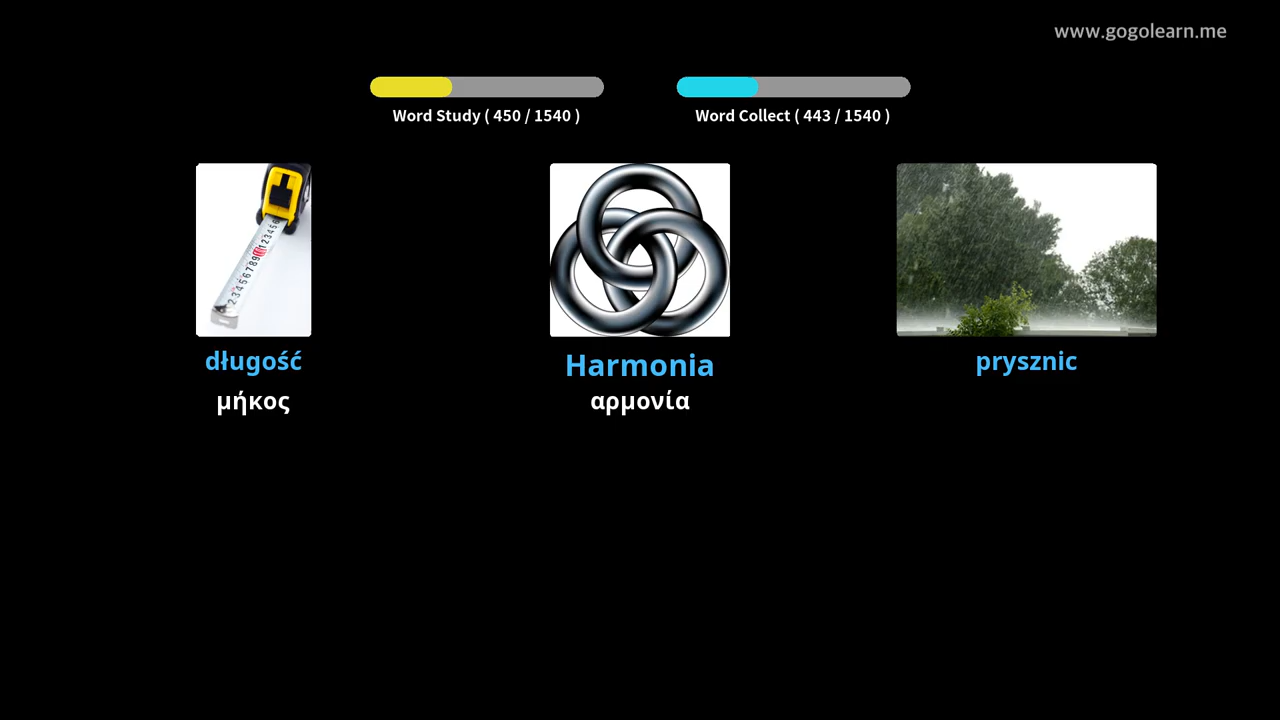 www.gogolearn.me
Word Study ( 450 / 1540 )
Word Collect ( 443 / 1540 )
długość
Harmonia
prysznic
μήκος
αρμονία